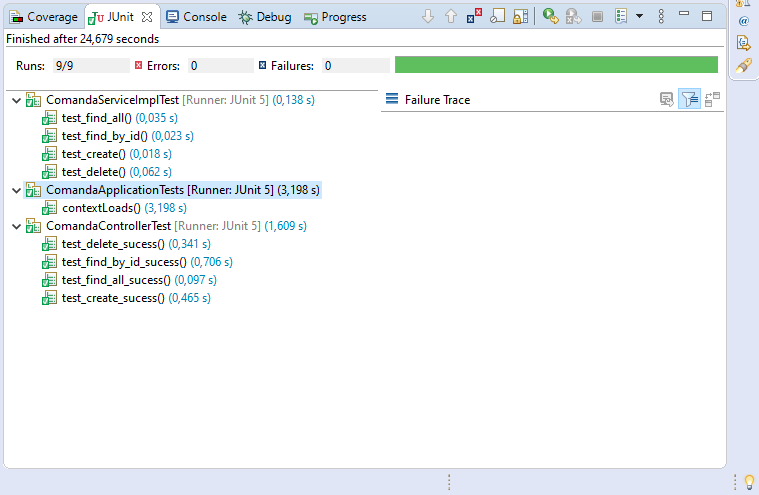 Coverage JUnit Console Debug Progress
Finished after 24,679 seconds
Runs: 9/9 Errors: 0 Failures: 0
ComandaServiceImplTest [Runner: JUnit 5] (0,138 s)
Failure Trace
test_find_all() (0,035 s)
test_find_by_id() (0,023 s)
test_create() (0,018 s)
test_delete() (0,062 s)
ComandaApplicationTests [Runner: JUnit 5] (3,198 s)
contextLoads() (3,198 s)
ComandaControllerTest [Runner: JUnit 5] (1,609 s)
test_delete_sucess() (0,341 s)
test_find_by_id_sucess() (0,706 s)
test_find_all_sucess() (0,097 s)
test_create_sucess() (0,465 s)